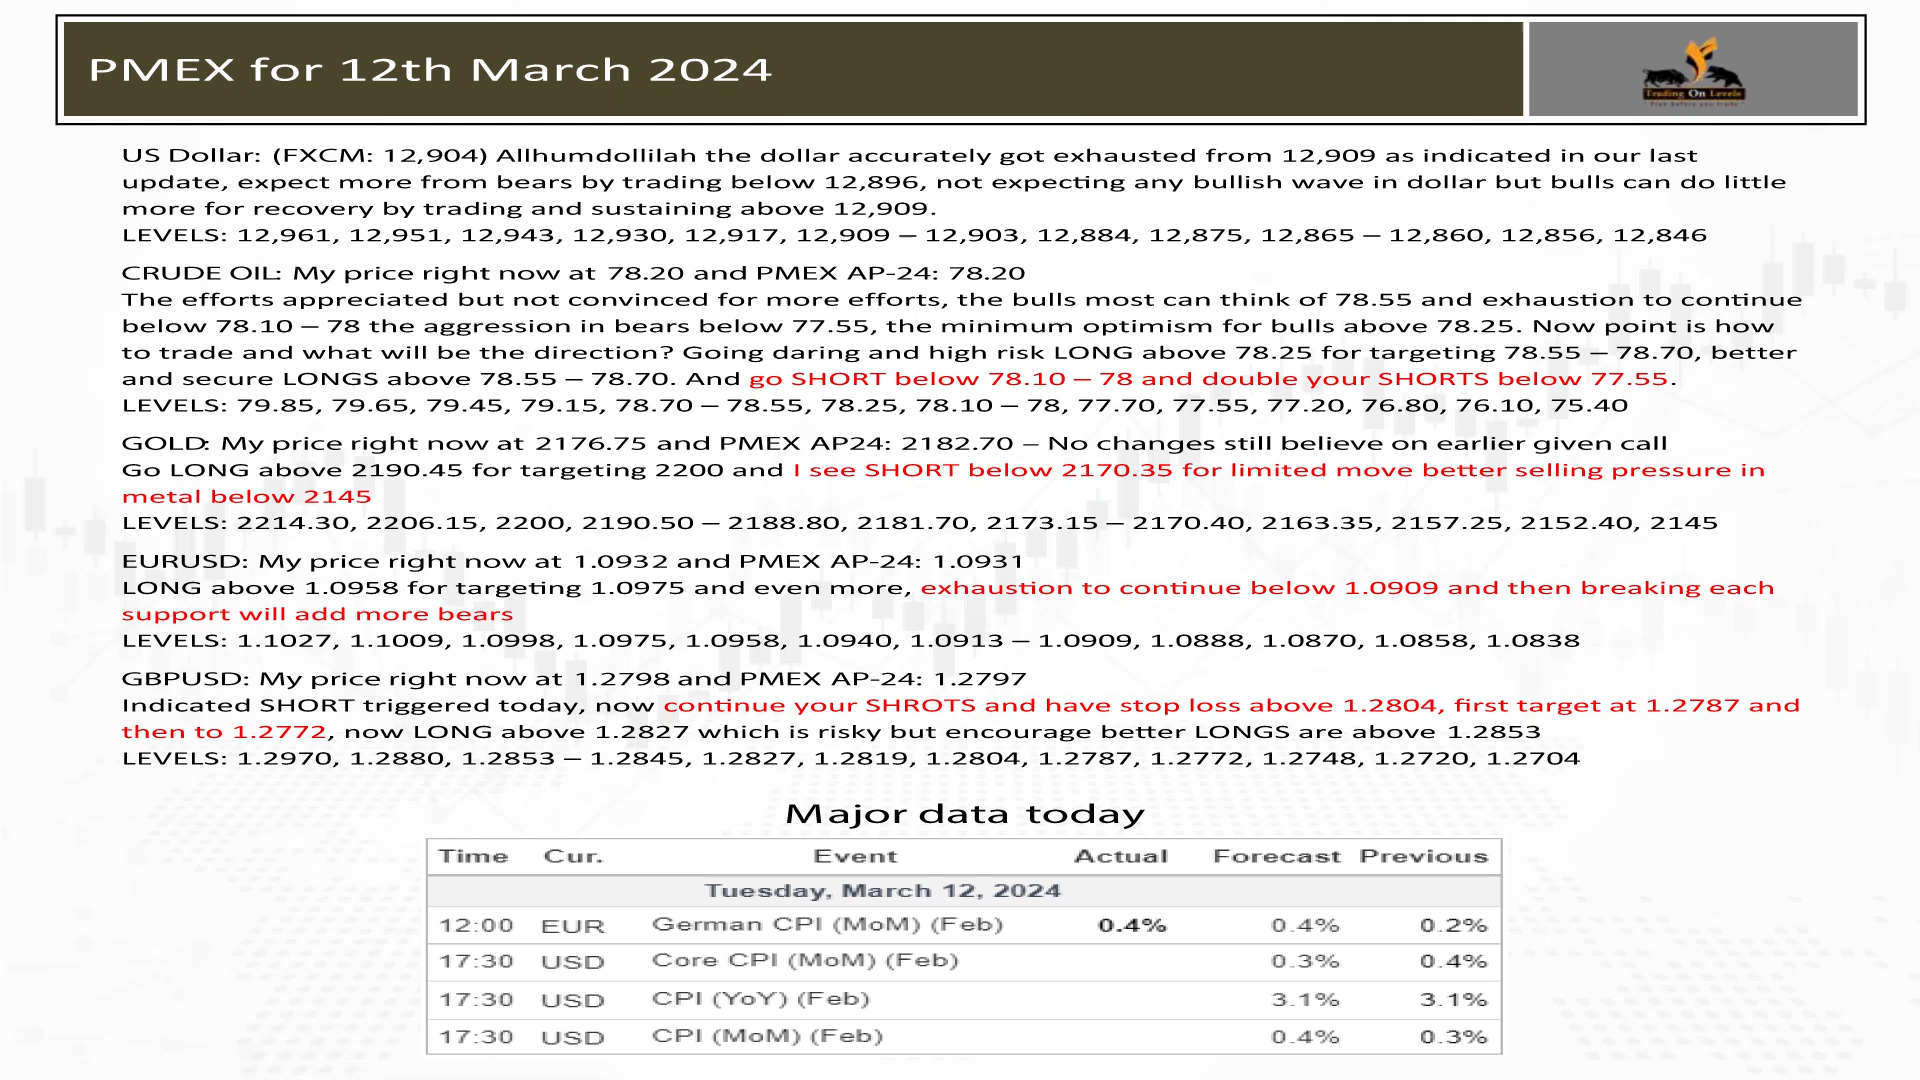 PMEX for 12th March 2024
Trading On Levels
" Plan before you trade "
US Dollar: (FXCM: 12,904) Allhumdollilah the dollar accurately got exhausted from 12,909 as indicated in our last
update, expect more from bears by trading below 12,896, not expecting any bullish wave in dollar but bulls can do little
more for recovery by trading and sustaining above 12,909.
LEVELS: 12,961, 12,951, 12,943, 12,930, 12,917, 12,909 – 12,903, 12,884, 12,875, 12,865 – 12,860, 12,856, 12,846
CRUDE OIL: My price right now at 78.20 and PMEX AP-24: 78.20
The efforts appreciated but not convinced for more efforts, the bulls most can think of 78.55 and exhaustion to continue
below 78.10 – 78 the aggression in bears below 77.55, the minimum optimism for bulls above 78.25. Now point is how
to trade and what will be the direction? Going daring and high risk LONG above 78.25 for targeting 78.55 – 78.70, better
and secure LONGS above 78.55 – 78.70. And go SHORT below 78.10 – 78 and double your SHORTS below 77.55.
LEVELS: 79.85, 79.65, 79.45, 79.15, 78.70 – 78.55, 78.25, 78.10 – 78, 77.70, 77.55, 77.20, 76.80, 76.10, 75.40
GOLD: My price right now at 2176.75 and PMEX AP24: 2182.70 – No changes still believe on earlier given call
Go LONG above 2190.45 for targeting 2200 and I see SHORT below 2170.35 for limited move better selling pressure in
metal below 2145
LEVELS: 2214.30, 2206.15, 2200, 2190.50 – 2188.80, 2181.70, 2173.15 – 2170.40, 2163.35, 2157.25, 2152.40, 2145
EURUSD: My price right now at 1.0932 and PMEX AP-24: 1.0931
LONG above 1.0958 for targeting 1.0975 and even more, exhaustion to continue below 1.0909 and then breaking each
support will add more bears
LEVELS: 1.1027, 1.1009, 1.0998, 1.0975, 1.0958, 1.0940, 1.0913 – 1.0909, 1.0888, 1.0870, 1.0858, 1.0838
GBPUSD: My price right now at 1.2798 and PMEX AP-24: 1.2797
Indicated SHORT triggered today, now continue your SHROTS and have stop loss above 1.2804, first target at 1.2787 and
then to 1.2772, now LONG above 1.2827 which is risky but encourage better LONGS are above 1.2853
LEVELS: 1.2970, 1.2880, 1.2853 – 1.2845, 1.2827, 1.2819, 1.2804, 1.2787, 1.2772, 1.2748, 1.2720, 1.2704
Major data today
Time Cur. Event Actual Forecast Previous
Tuesday, March 12, 2024
12:00 EUR German CPI (MoM) (Feb) 0.4% 0.4% 0.2%
17:30 USD Core CPI (MoM) (Feb) 0.3% 0.4%
17:30 USD CPI (YoY) (Feb) 3.1% 3.1%
17:30 USD CPI (MoM) (Feb) 0.4% 0.3%